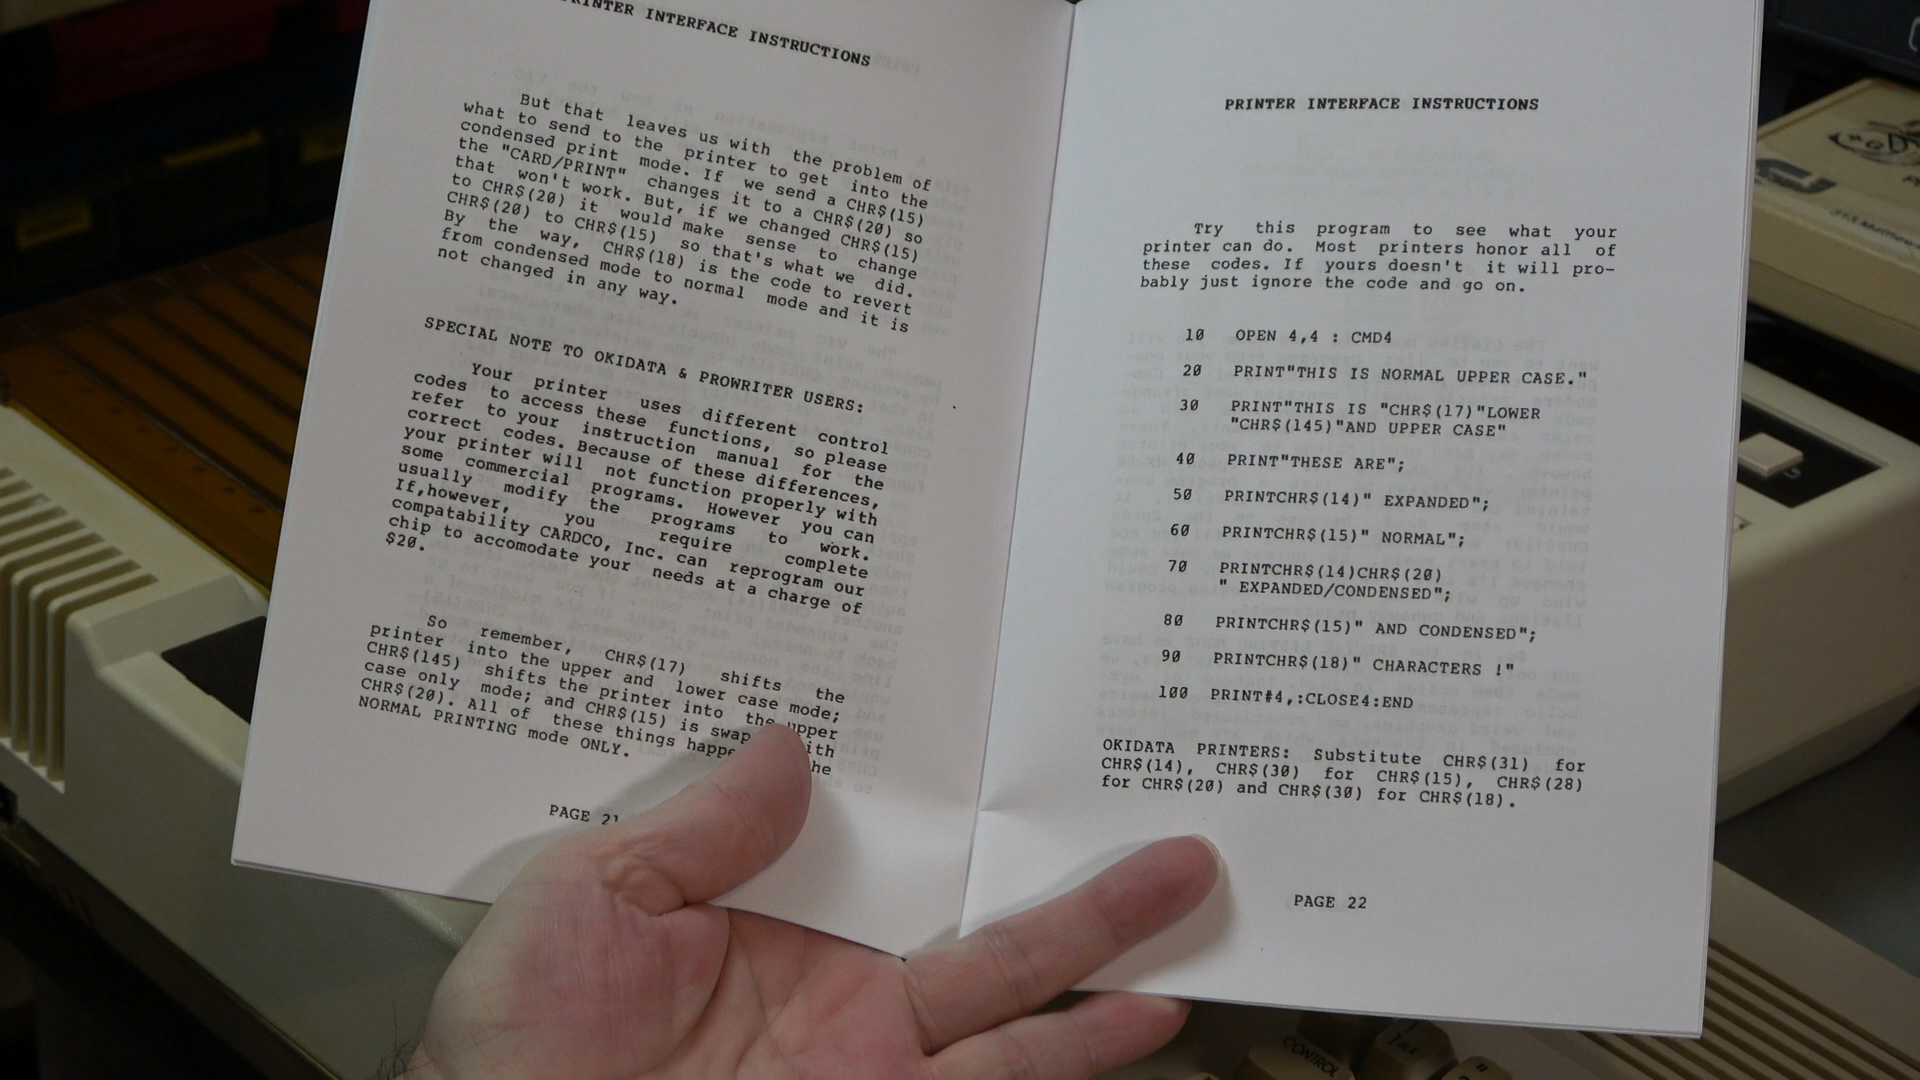 PRINTER INTERFACE INSTRUCTIONS
But that leaves us with the problem of
what to send to the printer to get into the
condensed print mode. If we send a CHR$(15)
the "CARD/PRINT" changes it to a CHR$(20) so
that won't work. But, if we changed CHR$(15)
to CHR$(20) it would make sense to change
CHR$(20) to CHR$(15) so that's what we did.
By the way, CHR$(18) is the code to revert
from condensed mode to normal mode and it is
not changed in any way.
SPECIAL NOTE TO OKIDATA & PROWRITER USERS:
Your printer uses different control
codes to access these functions, so please
refer to your instruction manual for the
correct codes. Because of these differences,
your printer will not function properly with
some commercial programs. However you can
usually modify the programs to work.
If,however, you require complete
compatability CARDCO, Inc. can reprogram our
chip to accomodate your needs at a charge of
$20.
So remember, CHR$(17) shifts the
printer into the upper and lower case mode;
CHR$(145) shifts the printer into the upper
case only mode; and CHR$(15) is swap ith
CHR$(20). All of these things happe he
NORMAL PRINTING mode ONLY.
PAGE 21
PRINTER INTERFACE INSTRUCTIONS
Try this program to see what your
printer can do. Most printers honor all of
these codes. If yours doesn't it will pro-
bably just ignore the code and go on.
10 OPEN 4,4 : CMD4
20 PRINT"THIS IS NORMAL UPPER CASE."
30 PRINT"THIS IS "CHR$(17)"LOWER
"CHR$(145)"AND UPPER CASE"
40 PRINT"THESE ARE";
50 PRINTCHR$(14)" EXPANDED";
60 PRINTCHR$(15)" NORMAL";
70 PRINTCHR$(14)CHR$(20)
" EXPANDED/CONDENSED";
80 PRINTCHR$(15)" AND CONDENSED";
90 PRINTCHR$(18)" CHARACTERS !"
100 PRINT#4,:CLOSE4:END
OKIDATA PRINTERS: Substitute CHR$(31) for
CHR$(14), CHR$(30) for CHR$(15), CHR$(28)
for CHR$(20) and CHR$(30) for CHR$(18).
PAGE 22
CONTROL